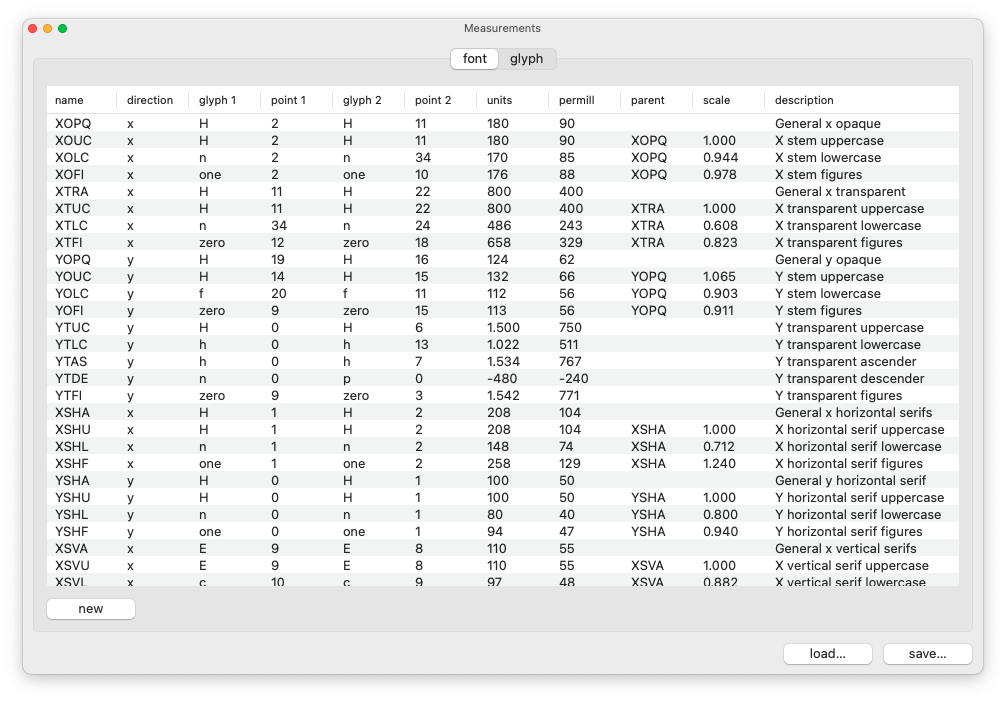 Measurements
font glyph
name direction glyph 1 point 1 glyph 2 point 2 units permill parent scale description
XOPQ x H 2 H 11 180 90 General x opaque
XOUC x H 2 H 11 180 90 XOPQ 1.000 X stem uppercase
XOLC x n 2 n 34 170 85 XOPQ 0.944 X stem lowercase
XOFI x one 2 one 10 176 88 XOPQ 0.978 X stem figures
XTRA x H 11 H 22 800 400 General x transparent
XTUC x H 11 H 22 800 400 XTRA 1.000 X transparent uppercase
XTLC x n 34 n 24 486 243 XTRA 0.608 X transparent lowercase
XTFI x zero 12 zero 18 658 329 XTRA 0.823 X transparent figures
YOPQ y H 19 H 16 124 62 General y opaque
YOUC y H 14 H 15 132 66 YOPQ 1.065 Y stem uppercase
YOLC y f 20 f 11 112 56 YOPQ 0.903 Y stem lowercase
YOFI y zero 9 zero 15 113 56 YOPQ 0.911 Y stem figures
YTUC y H 0 H 6 1.500 750 Y transparent uppercase
YTLC y h 0 h 13 1.022 511 Y transparent lowercase
YTAS y h 0 h 7 1.534 767 Y transparent ascender
YTDE y n 0 p 0 -480 -240 Y transparent descender
YTFI y zero 9 zero 3 1.542 771 Y transparent figures
XSHA x H 1 H 2 208 104 General x horizontal serifs
XSHU x H 1 H 2 208 104 XSHA 1.000 X horizontal serif uppercase
XSHL x n 1 n 2 148 74 XSHA 0.712 X horizontal serif lowercase
XSHF x one 1 one 2 258 129 XSHA 1.240 X horizontal serif figures
YSHA y H 0 H 1 100 50 General y horizontal serif
YSHU y H 0 H 1 100 50 YSHA 1.000 Y horizontal serif uppercase
YSHL y n 0 n 1 80 40 YSHA 0.800 Y horizontal serif lowercase
YSHF y one 0 one 1 94 47 YSHA 0.940 Y horizontal serif figures
XSVA x E 9 E 8 110 55 General x vertical serifs
XSVU x E 9 E 8 110 55 XSVA 1.000 X vertical serif uppercase
XSVL x c 10 c 9 97 48 XSVA 0.882 X vertical serif lowercase
new
load... save...